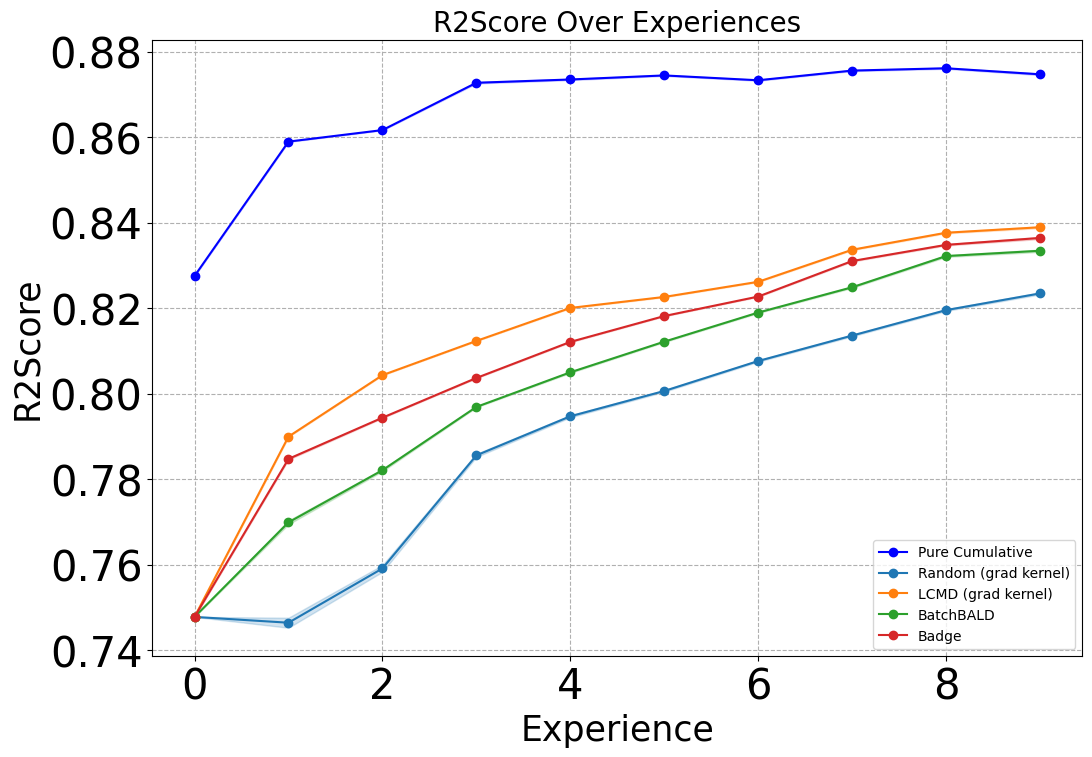 R2Score Over Experiences
R2Score
0.88
0.86
0.84
0.82
0.80
0.78
0.76
0.74
0
2
4
6
8
Experience
Pure Cumulative
Random (grad kernel)
LCMD (grad kernel)
BatchBALD
Badge